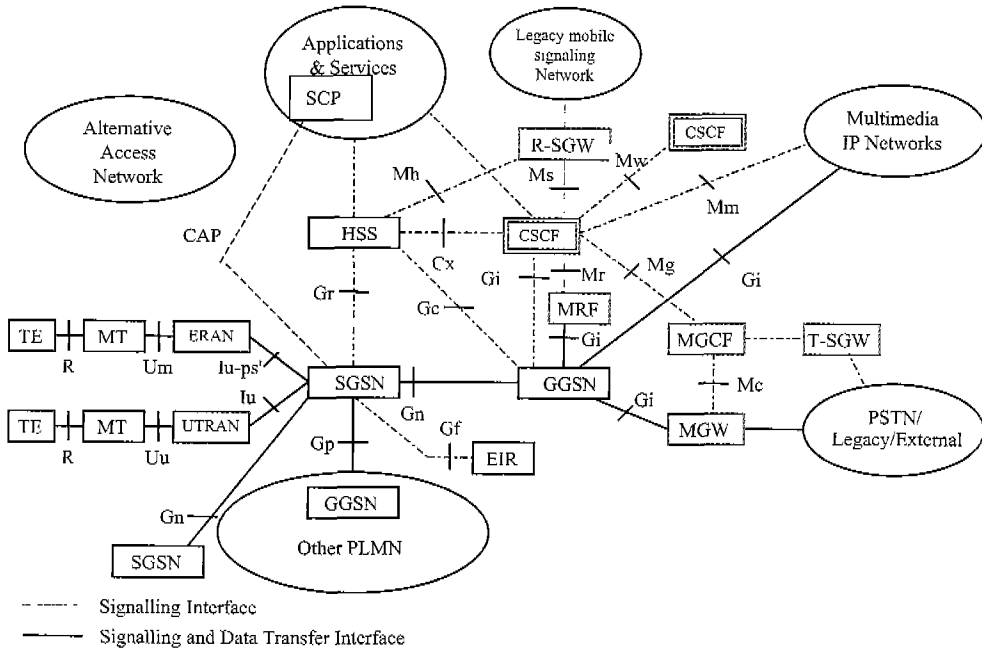 Applications
& Services
SCP
Legacy mobile
signaling
Network
Alternative
Access
Network
Multimedia
IP Networks
CSCF
R-SGW
Mh
Ms
Mw
Mm
CAP
HSS
CSCF
Cx
Gi
Mr
Mg
Gi
Gr
Gc
MRF
TE
MT
ERAN
Gi
MGCF
T-SGW
R
Um
Iu-ps'
SGSN
GGSN
Mc
Iu
Gn
Gi
TE
MT
UTRAN
MGW
PSTN/
Legacy/External
R
Uu
Gp
Gf
EIR
Gn
GGSN
SGSN
Other PLMN
Signalling Interface
Signalling and Data Transfer Interface